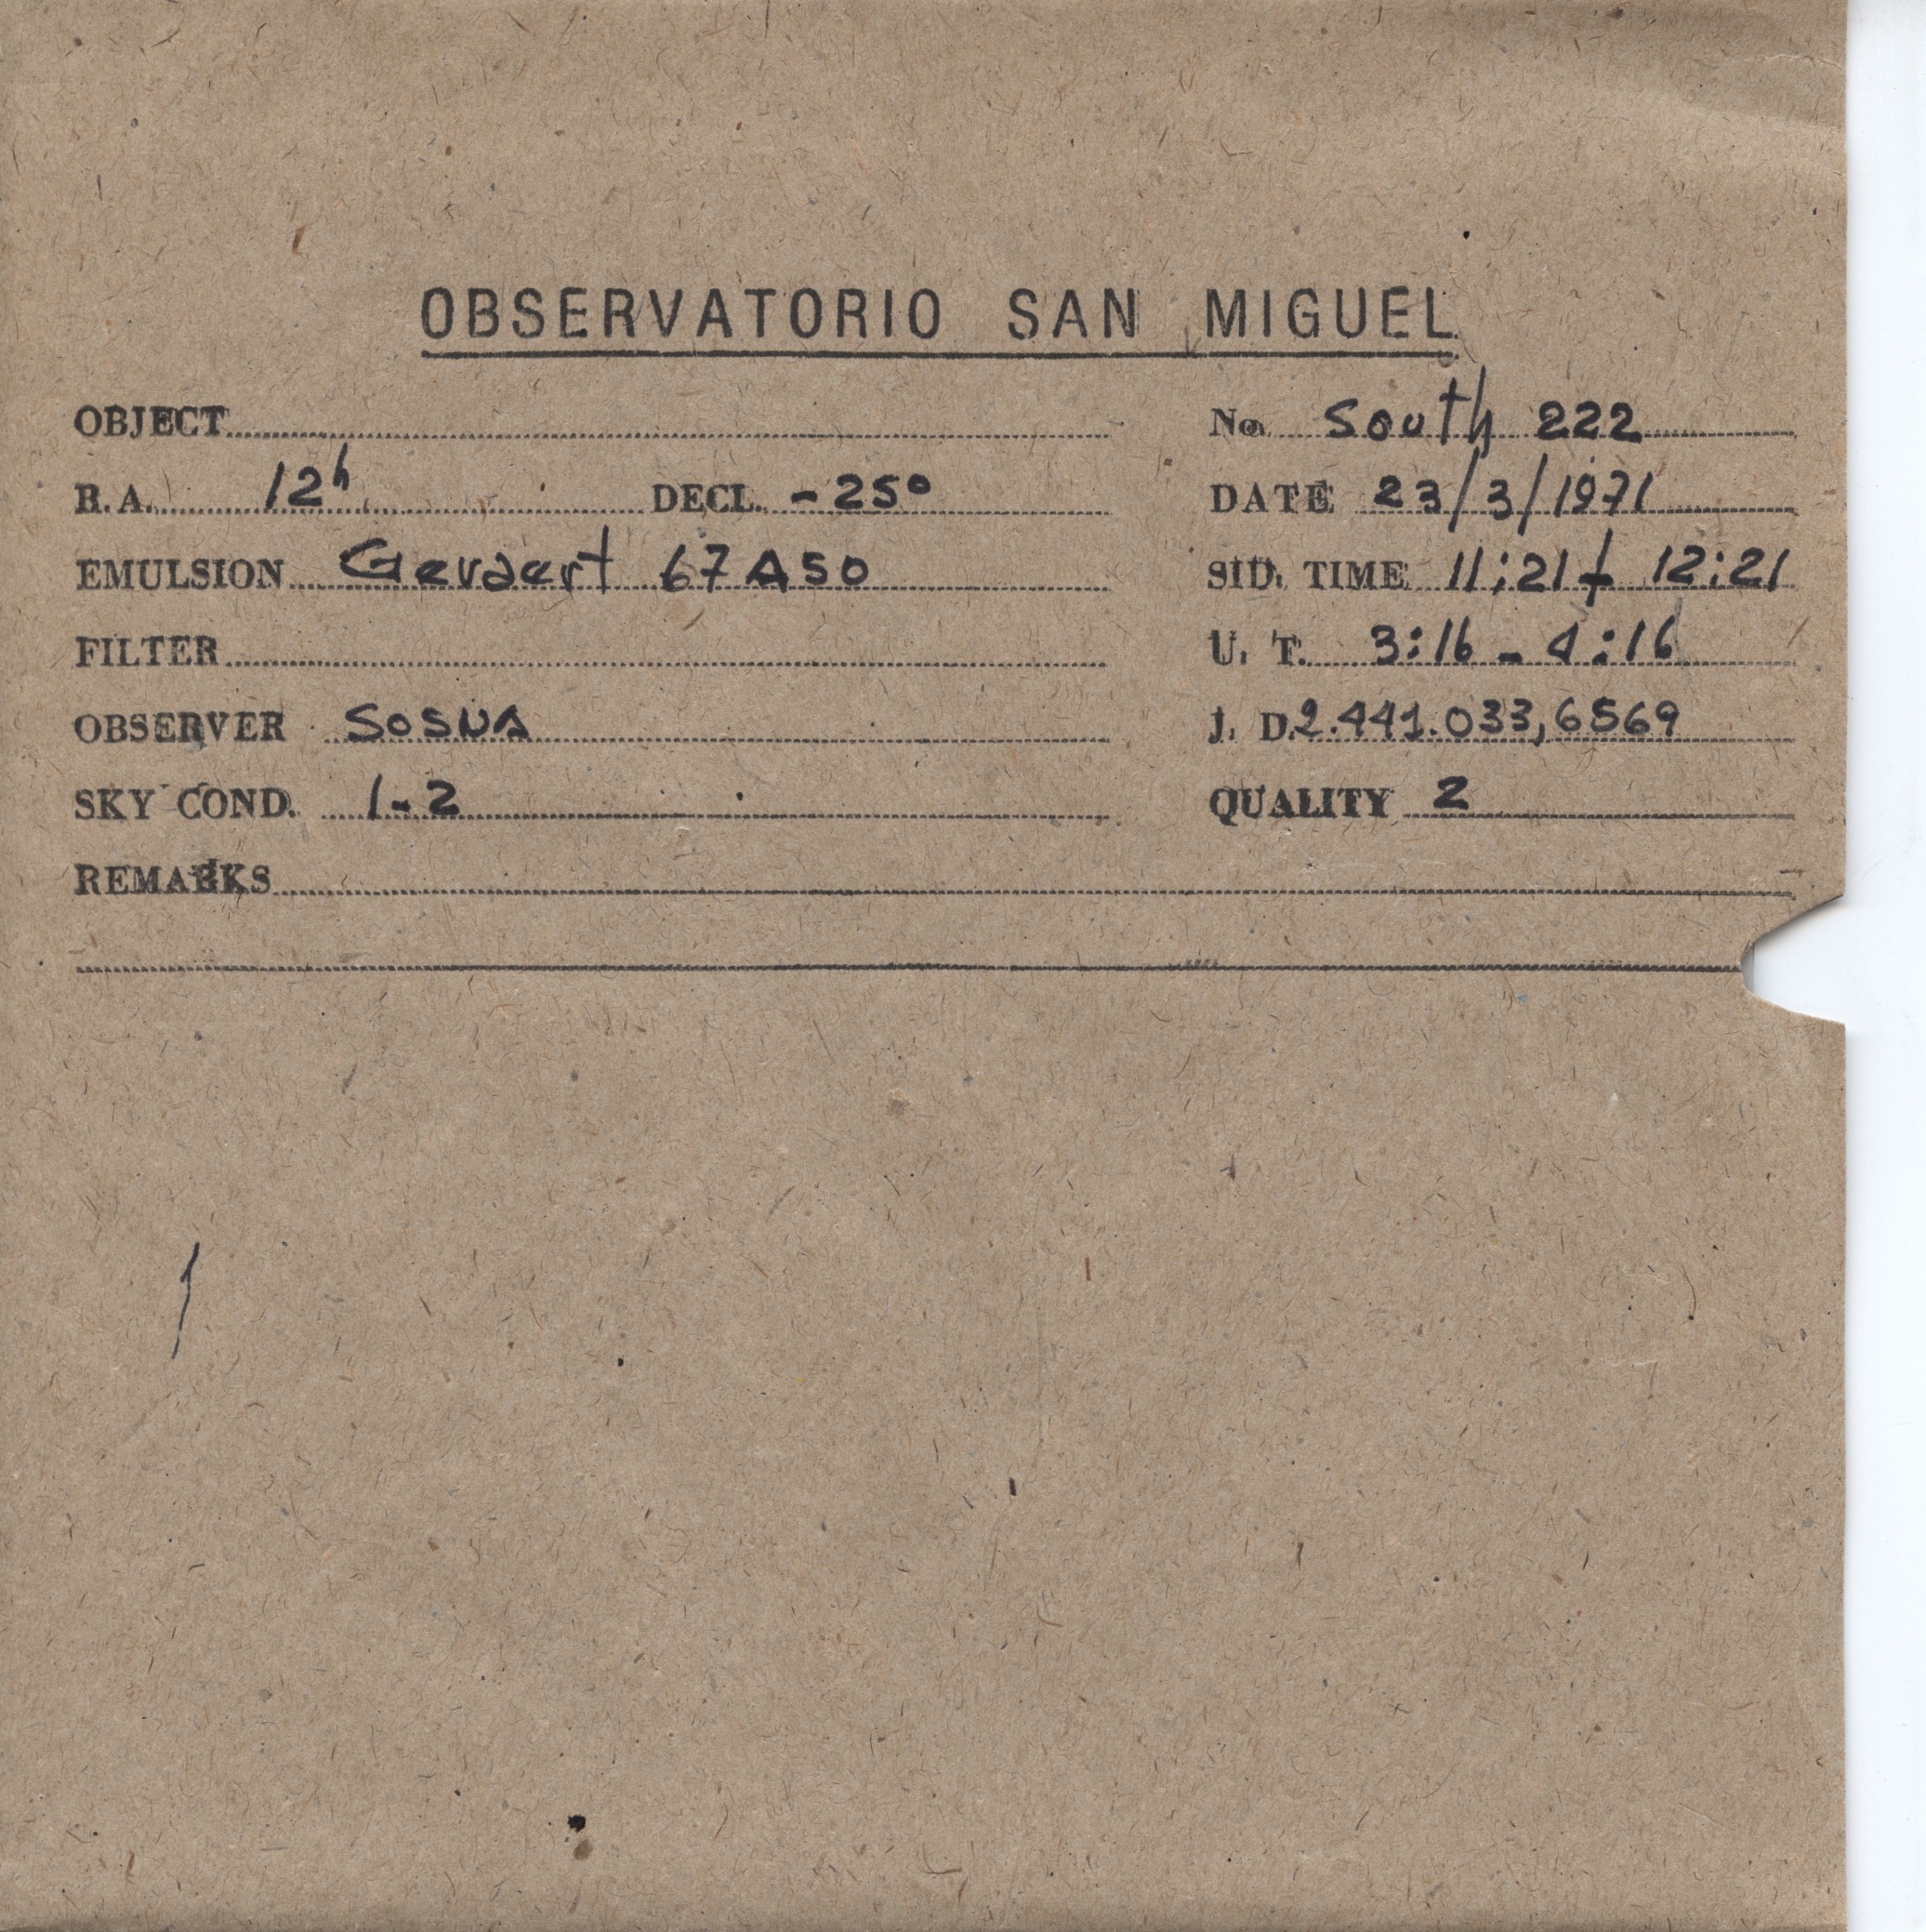 OBSERVATORIO SAN MIGUEL
OBJECT No. South 222
R.A. 12h DECL. -25° DATE 23/3/1971
EMULSION Gevaert 67A50 SID. TIME 11:21 - 12:21
FILTER U. T. 3:16 - 4:16
OBSERVER SOSNA J. D. 2.441.033,6569
SKY COND. 1-2 QUALITY 2
REMARKS